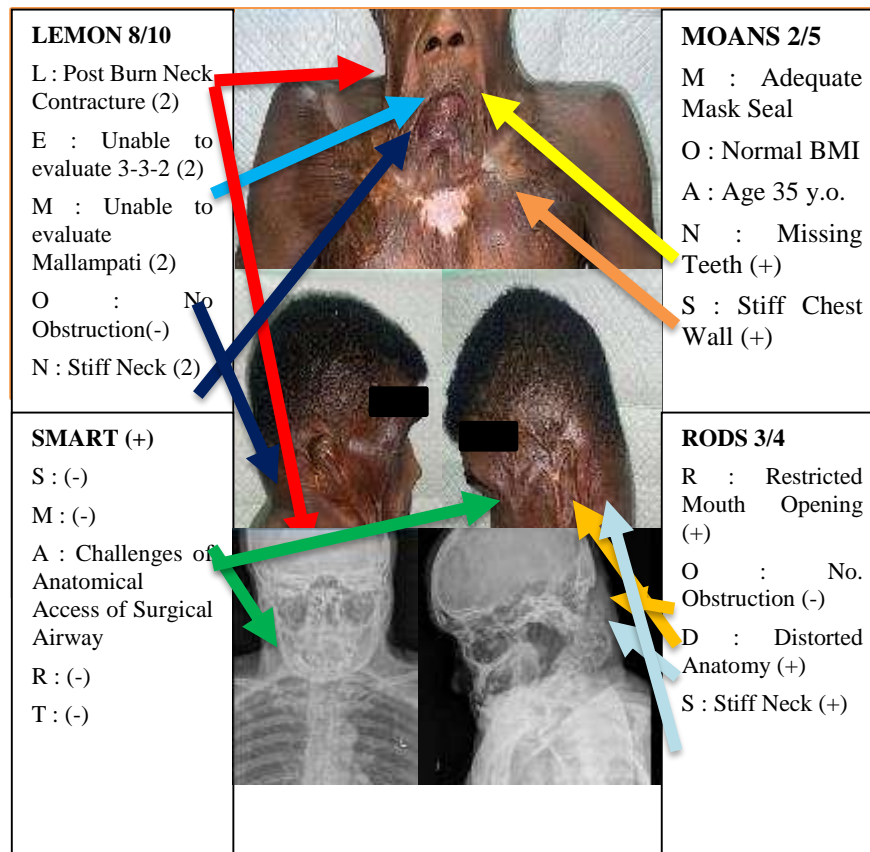 LEMON 8/10
L : Post Burn Neck
Contracture (2)
E : Unable to
evaluate 3-3-2 (2)
M : Unable to
evaluate
Mallampati (2)
O : No
Obstruction(-)
N : Stiff Neck (2)
MOANS 2/5
M : Adequate
Mask Seal
O : Normal BMI
A : Age 35 y.o.
N : Missing
Teeth (+)
S : Stiff Chest
Wall (+)
SMART (+)
S : (-)
M : (-)
A : Challenges of
Anatomical
Access of Surgical
Airway
R : (-)
T : (-)
RODS 3/4
R : Restricted
Mouth Opening
(+)
O : No.
Obstruction (-)
D : Distorted
Anatomy (+)
S : Stiff Neck (+)